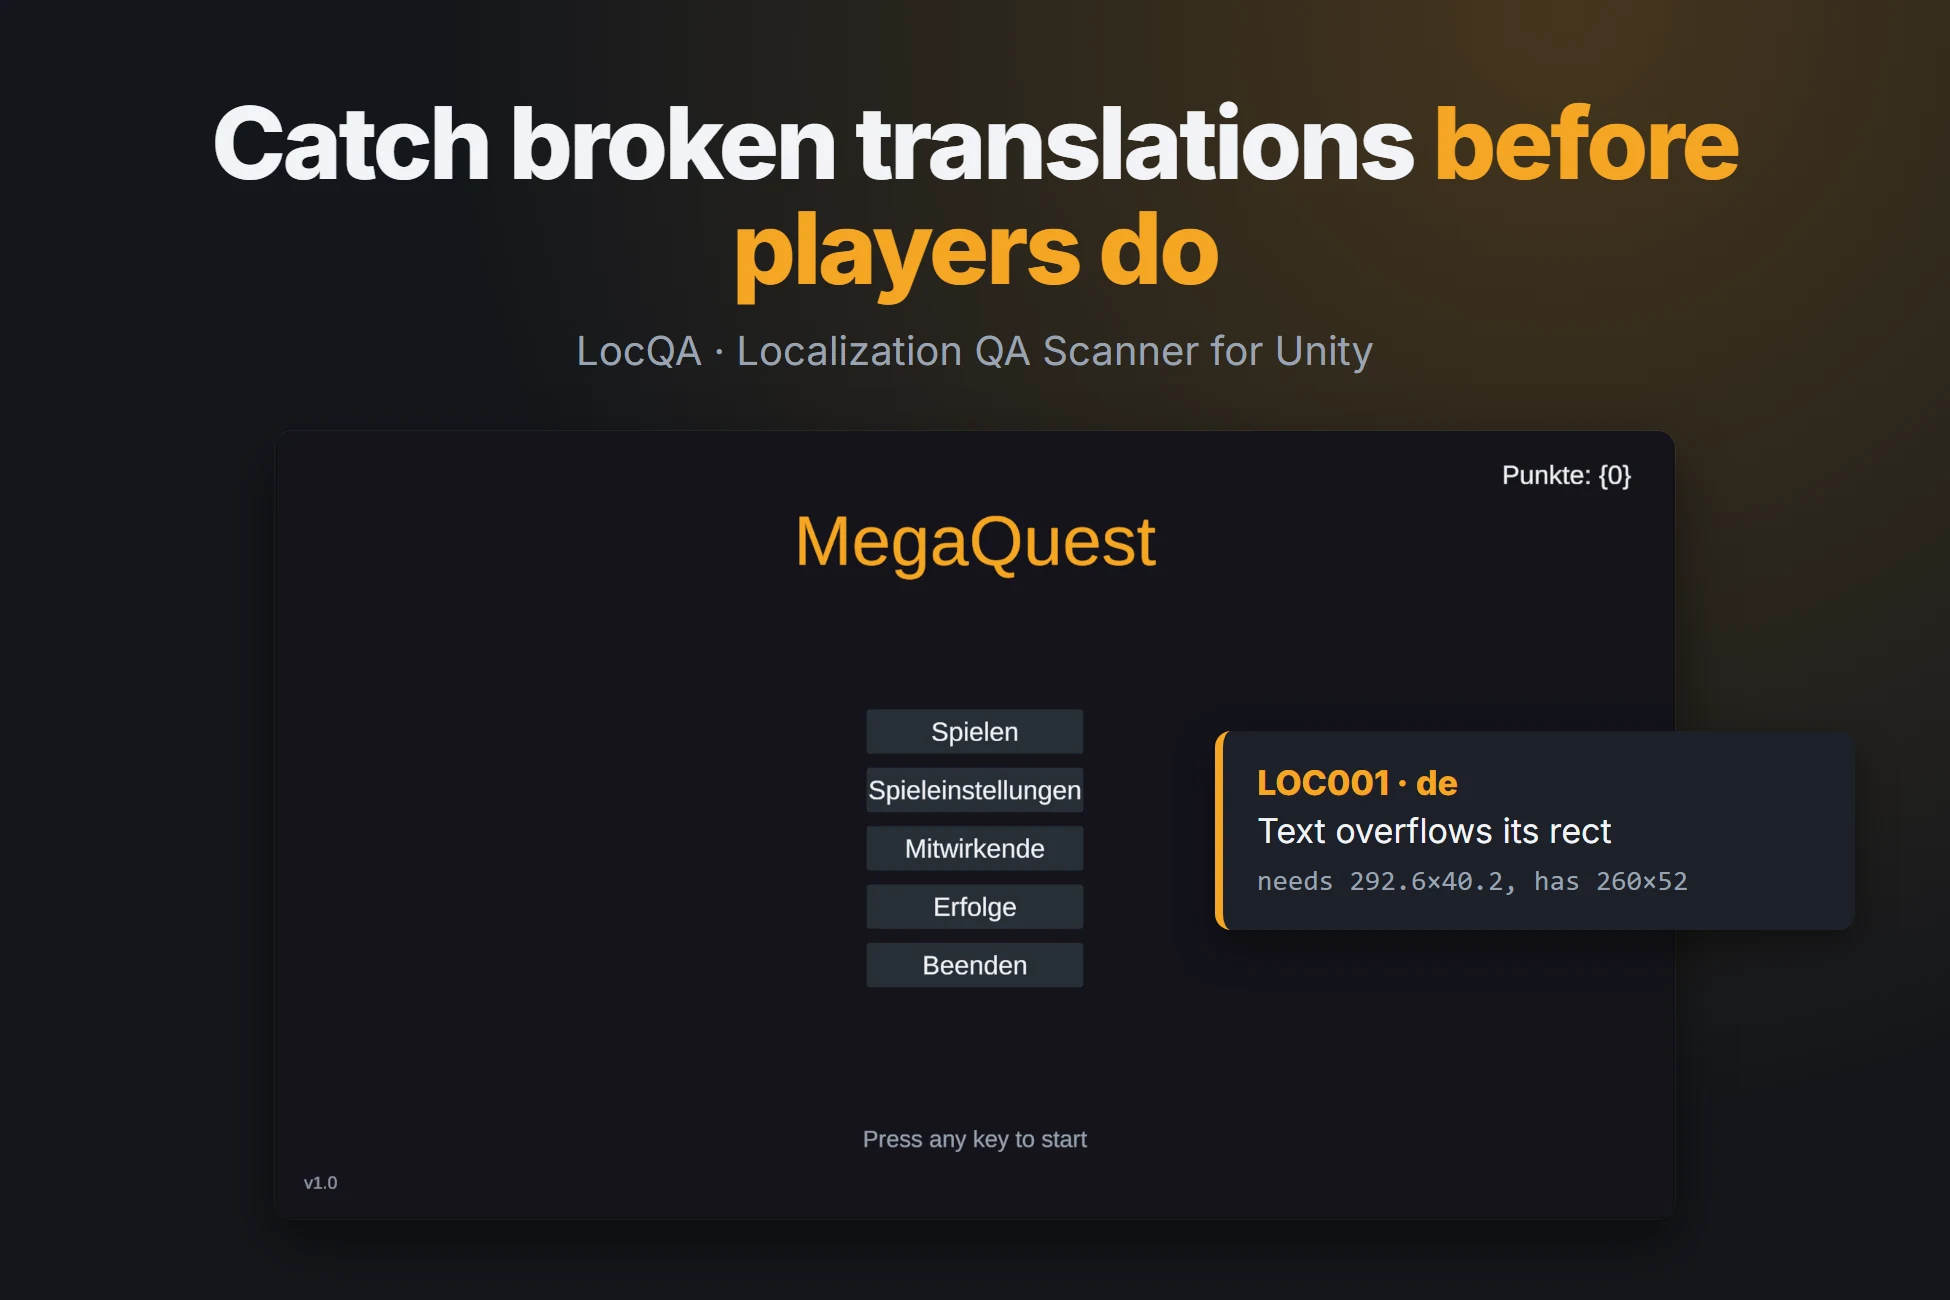 Catch broken translations before
players do
LocQA · Localization QA Scanner for Unity
Punkte: {0}
MegaQuest
Spielen
Spieleinstellungen
Mitwirkende
Erfolge
Beenden
LOC001 · de
Text overflows its rect
needs 292.6×40.2, has 260×52
Press any key to start
v1.0